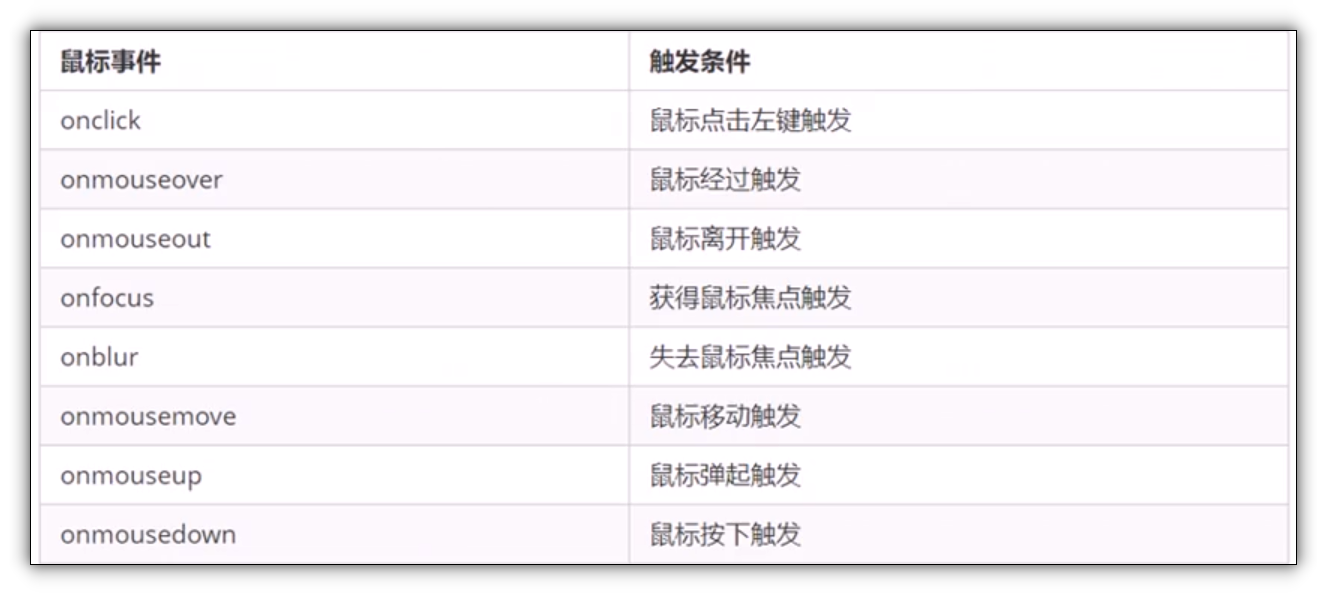 鼠标事件 触发条件
onclick 鼠标点击左键触发
onmouseover 鼠标经过触发
onmouseout 鼠标离开触发
onfocus 获得鼠标焦点触发
onblur 失去鼠标焦点触发
onmousemove 鼠标移动触发
onmouseup 鼠标弹起触发
onmousedown 鼠标按下触发